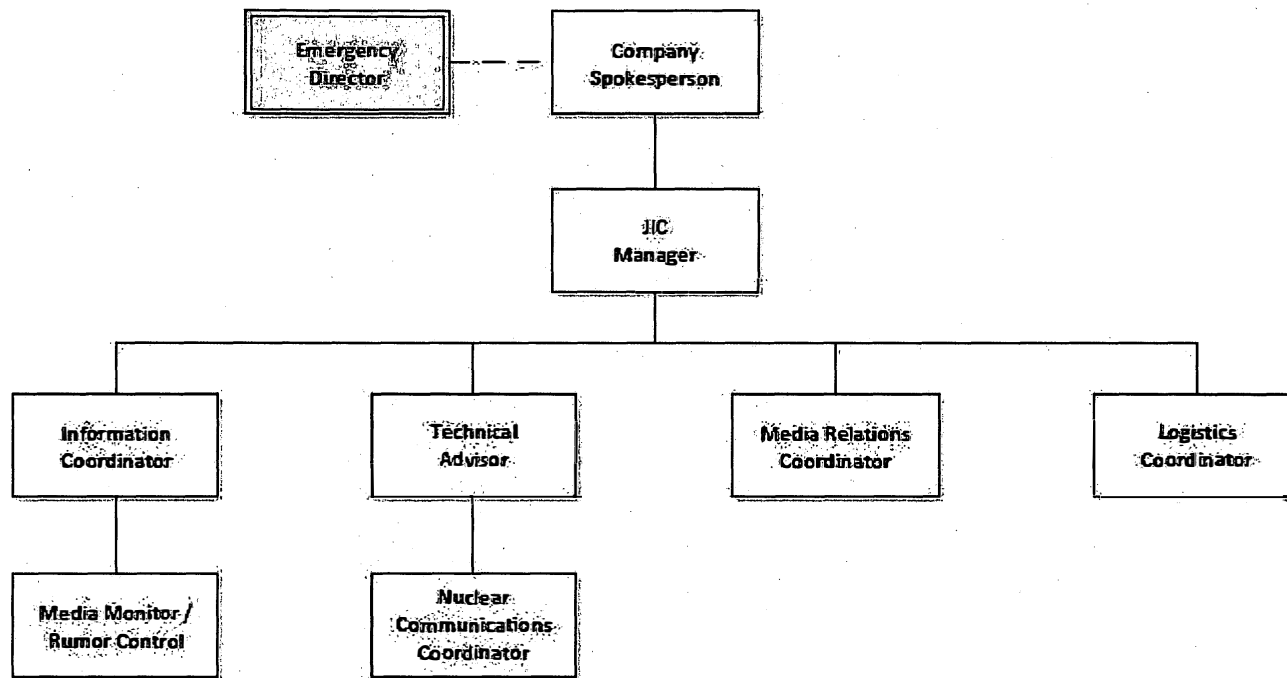 Emergency
Director
Company
Spokesperson
JIC
Manager
Information
Coordinator
Technical
Advisor
Media Relations
Coordinator
Logistics
Coordinator
Media Monitor /
Rumor Control
Nuclear
Communications
Coordinator